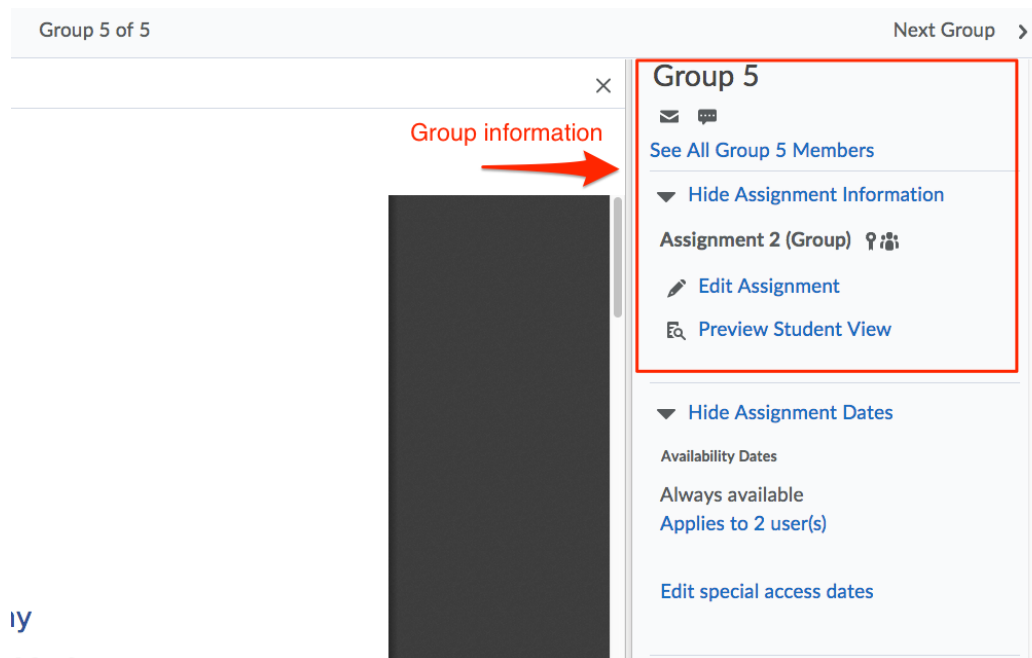 Group 5 of 5
Next Group
Group 5
Group information
See All Group 5 Members
Hide Assignment Information
Assignment 2 (Group)
Edit Assignment
Preview Student View
Hide Assignment Dates
Availability Dates
Always available
Applies to 2 user(s)
Edit special access dates